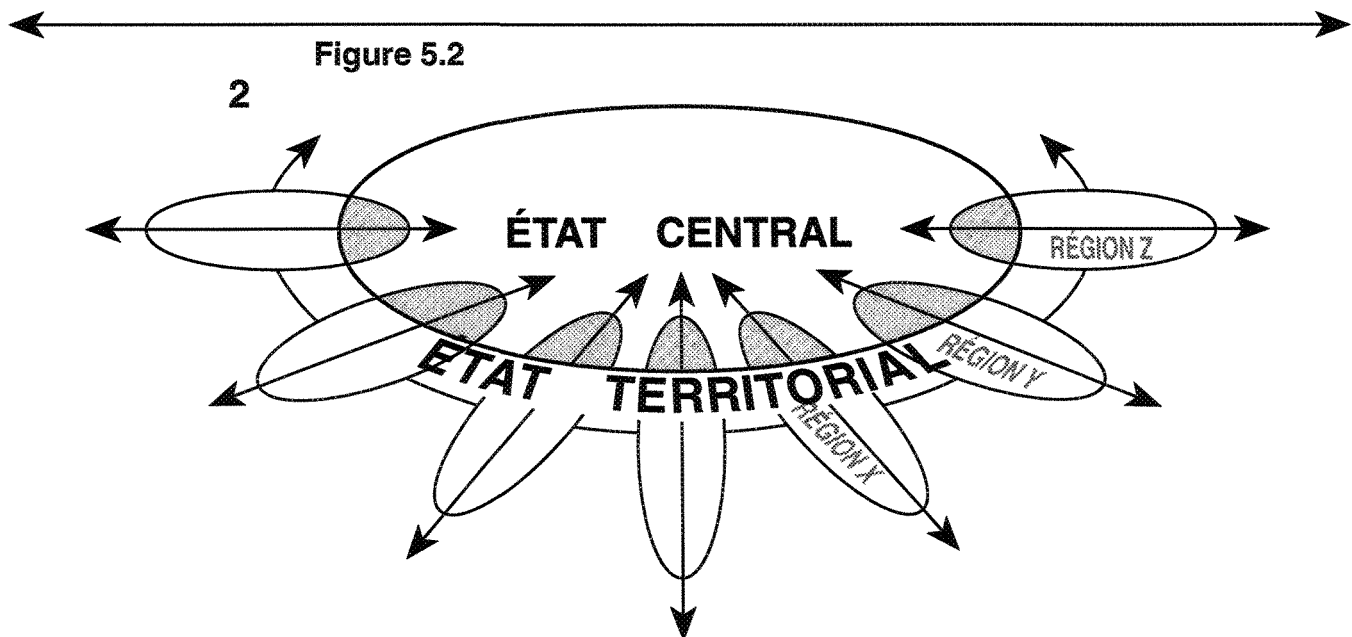 Figure 5.2
2
ÉTAT CENTRAL
RÉGION Z
ÉTAT TERRITORIAL
RÉGION Y
RÉGION X